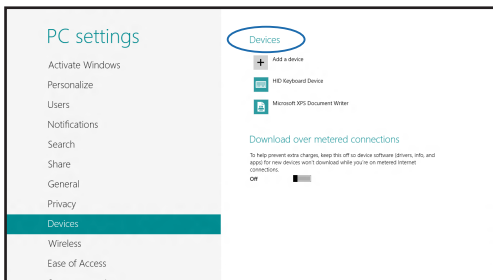 PC settings
Activate Windows
Personalize
Users
Notifications
Search
Share
General
Privacy
Devices
Wireless
Ease of Access
Devices
Add a device
HID Keyboard Device
Microsoft XPS Document Writer
Download over metered connections
To help prevent extra charges, keep this off so device software (drivers, info, and
apps) for new devices won't download while you're on metered Internet
connections.
Off